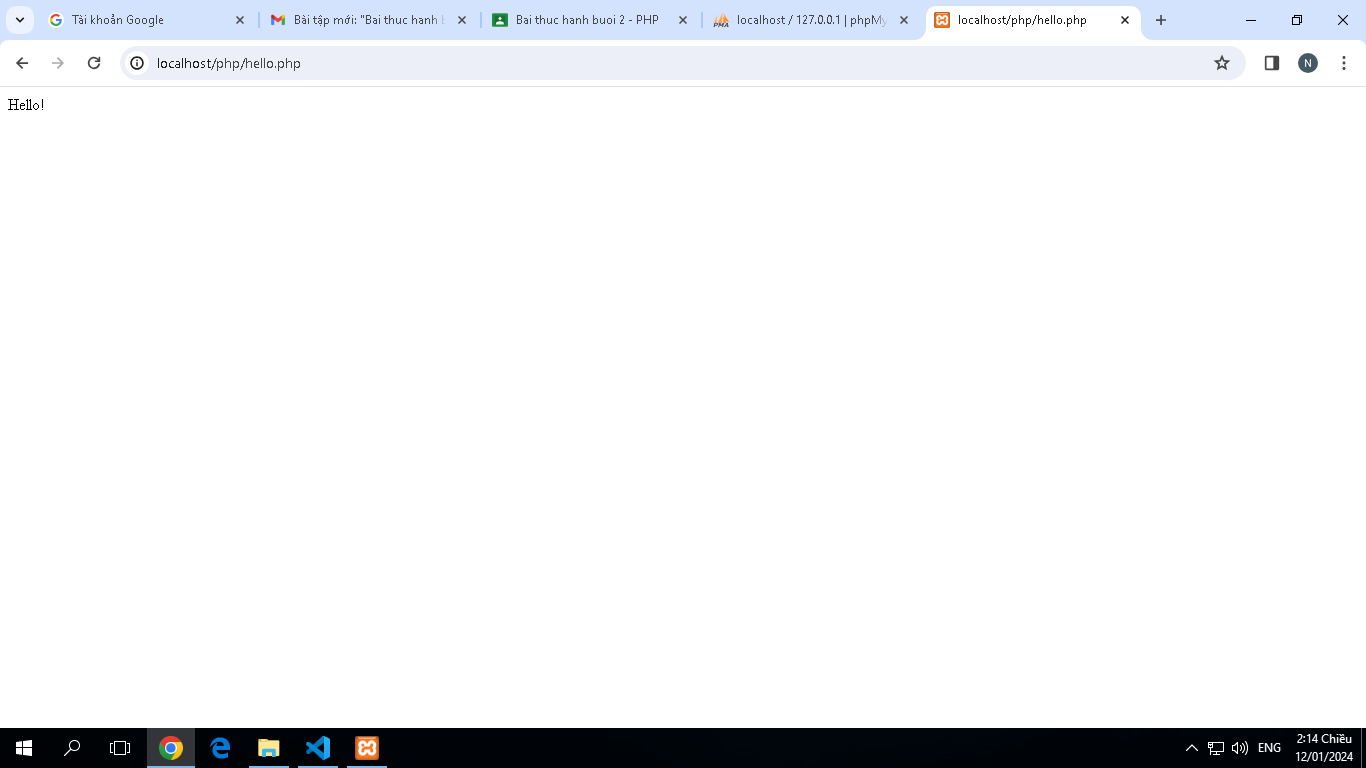 Tài khoản Google
Bài tập mới: "Bai thuc hanh b
Bai thuc hanh buoi 2 - PHP
localhost / 127.0.0.1 | phpMy
localhost/php/hello.php
localhost/php/hello.php
N
Hello!
ENG
2:14 Chiều
12/01/2024